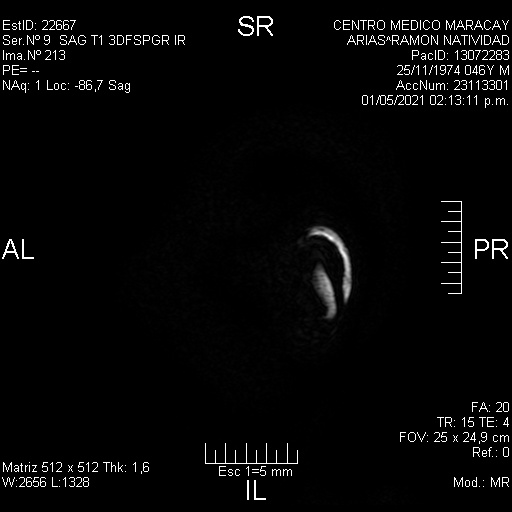 EstID: 22667
Ser.Nº 9 SAG T1 3DFSPGR IR
Ima.Nº 213
PE= --
NAq: 1 Loc: -86,7 Sag
SR
CENTRO MEDICO MARACAY
ARIAS^RAMON NATIVIDAD
PacID: 13072283
25/11/1974 046Y M
AccNum: 23113301
01/05/2021 02:13:11 p.m.
AL
PR
FA: 20
TR: 15 TE: 4
FOV: 25 x 24,9 cm
Ref.: 0
Mod.: MR
Matriz 512 x 512 Thk: 1,6
W:2656 L:1328
Esc 1=5 mm
IL